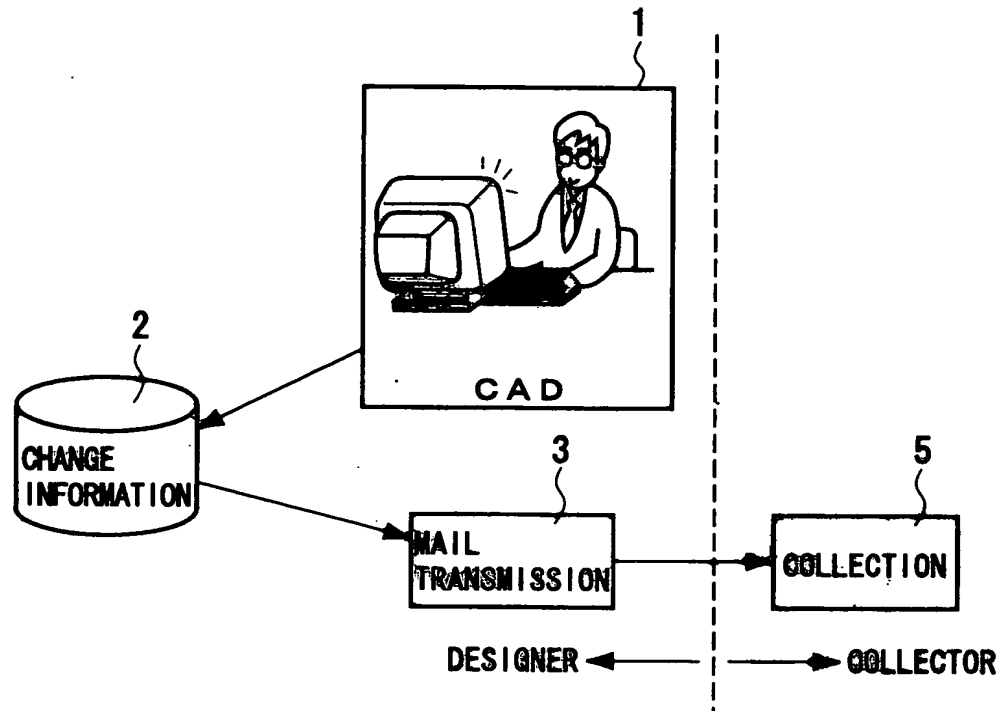 1
CAD
2
CHANGE
INFORMATION
3
MAIL
TRANSMISSION
5
COLLECTION
DESIGNER
COLLECTOR